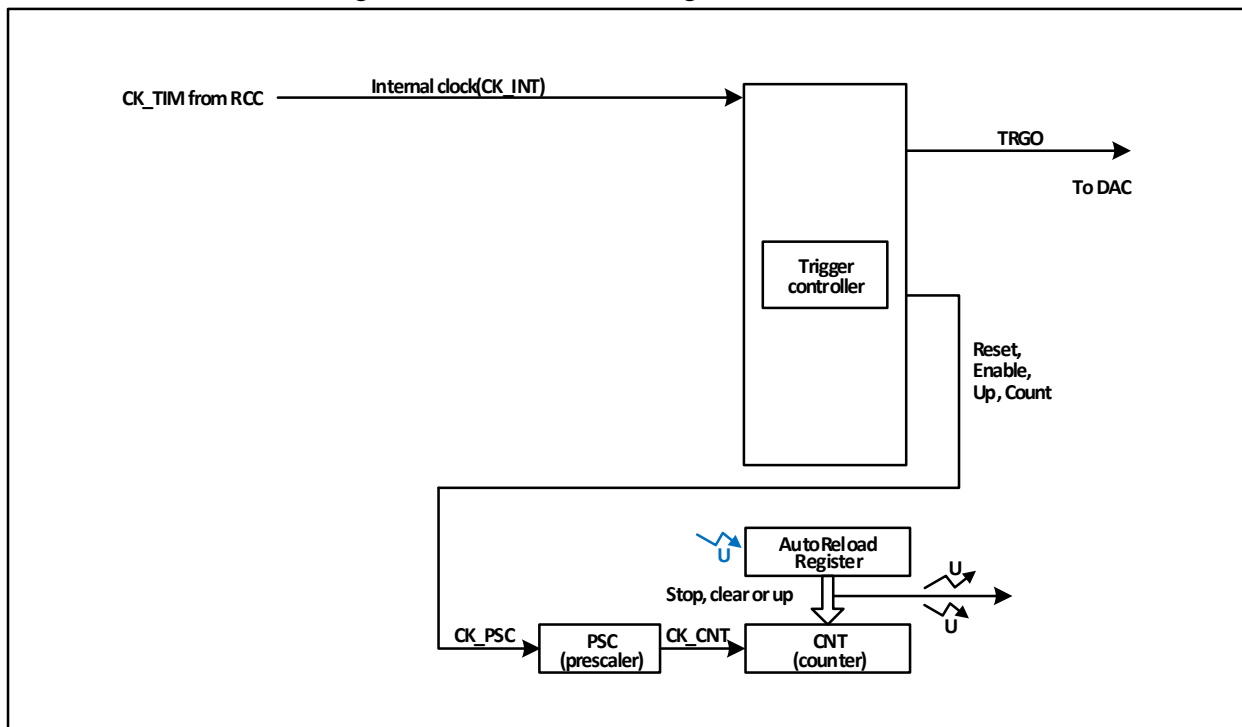 CK_TIM from RCC
Internal clock(CK_INT)
TRGO
To DAC
Trigger
controller
Reset,
Enable,
Up, Count
U
AutoReload
Register
Stop, clear or up
U
U
CK_PSC
PSC
(prescaler)
CK_CNT
CNT
(counter)